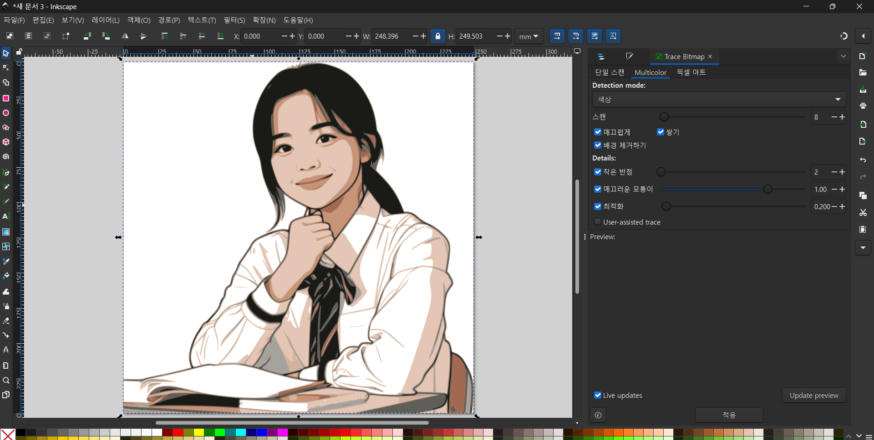 *새 문서 3 - Inkscape
파일(F) 편집(E) 보기(V) 레이어(L) 객체(O) 경로(P) 텍스트(T) 필터(S) 확장(N) 도움말(H)
X: 0.000 Y: 0.000 W: 248.396 H: 249.503 mm
Trace Bitmap
단일 스캔 Multicolor 픽셀 아트
Detection mode:
색상
스캔 8
매끄럽게 쌓기
배경 제거하기
Details:
작은 반점 2
매끄러운 모퉁이 1.00
최적화 0.200
User-assisted trace
Preview:
Live updates Update preview
적용